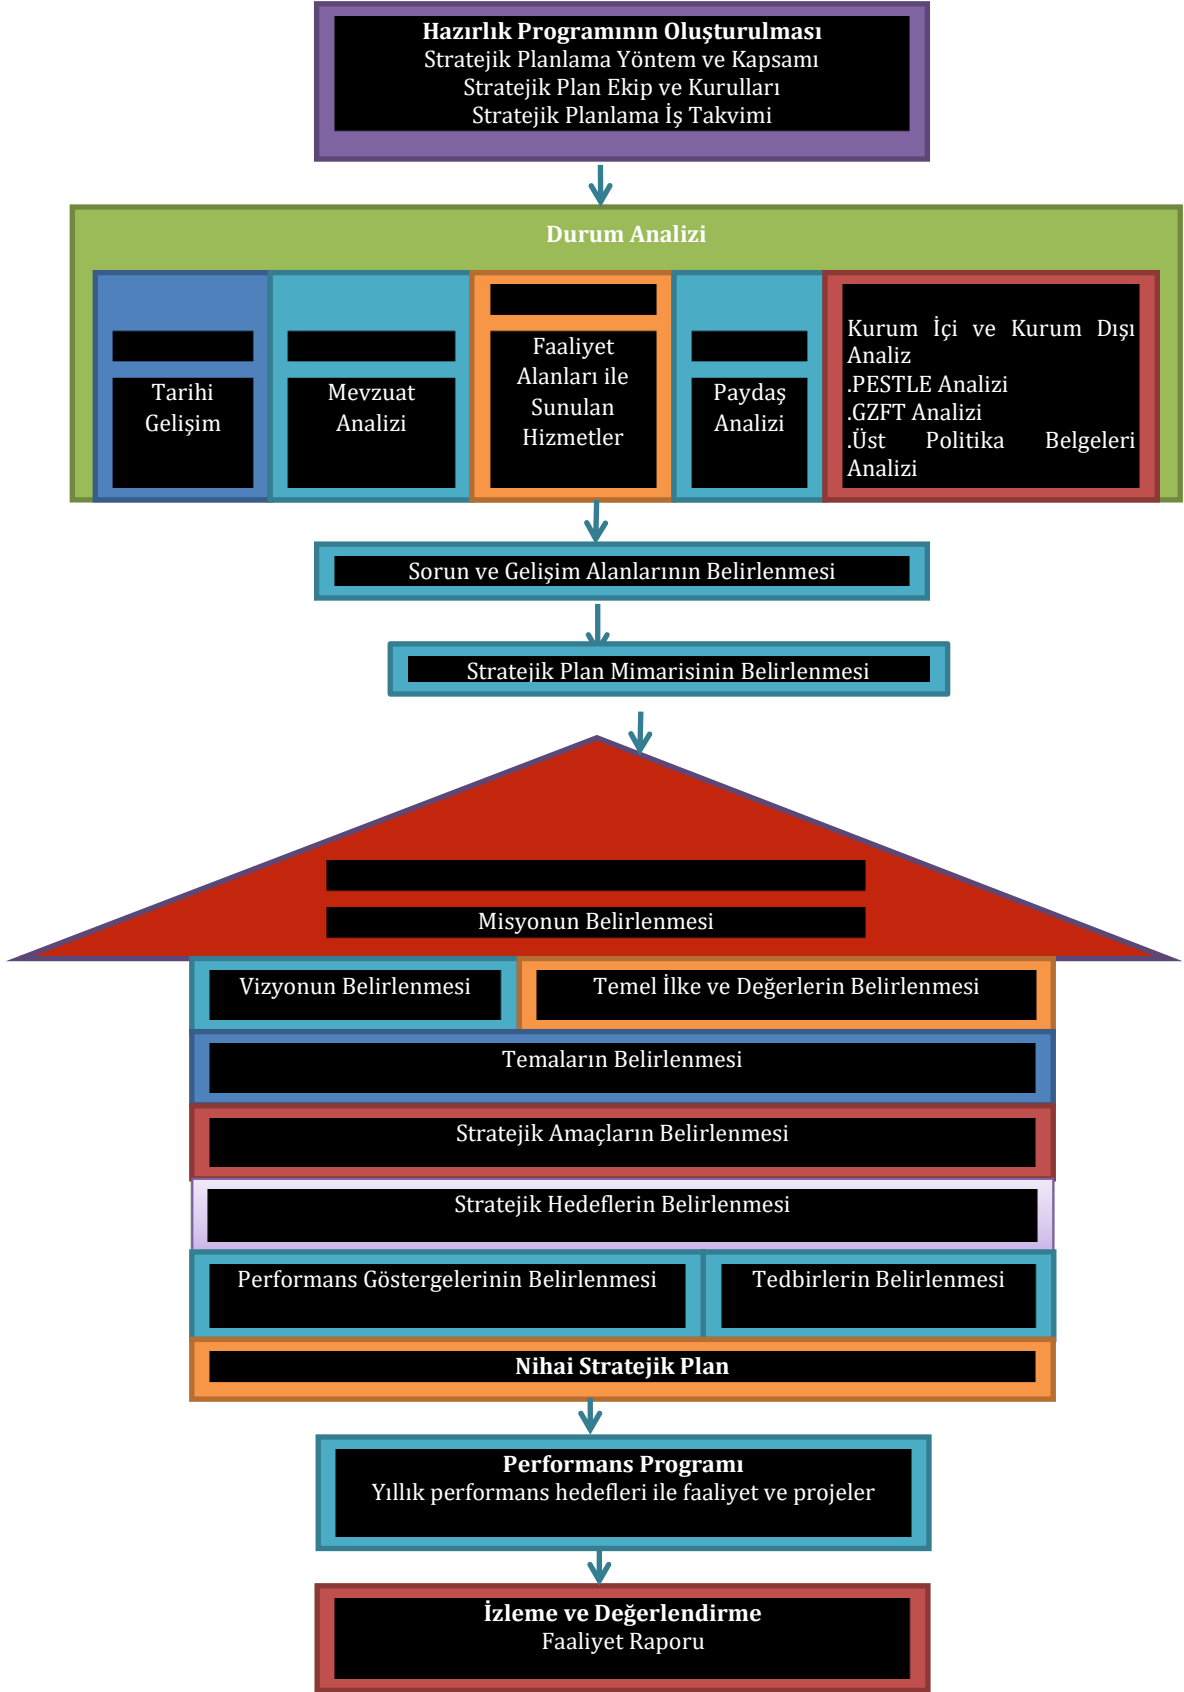 Hazırlık Programının Oluşturulması
Stratejik Planlama Yöntem ve Kapsamı
Stratejik Plan Ekip ve Kurulları
Stratejik Planlama İş Takvimi
Durum Analizi
Tarihi
Gelişim
Mevzuat
Analizi
Faaliyet
Alanları ile
Sunulan
Hizmetler
Paydaş
Analizi
Kurum İçi ve Kurum Dışı
Analiz
.PESTLE Analizi
.GZFT Analizi
.Üst Politika Belgeleri
Analizi
Sorun ve Gelişim Alanlarının Belirlenmesi
Stratejik Plan Mimarisinin Belirlenmesi
Misyonun Belirlenmesi
Vizyonun Belirlenmesi
Temel İlke ve Değerlerin Belirlenmesi
Temaların Belirlenmesi
Stratejik Amaçların Belirlenmesi
Stratejik Hedeflerin Belirlenmesi
Performans Göstergelerinin Belirlenmesi
Tedbirlerin Belirlenmesi
Nihai Stratejik Plan
Performans Programı
Yıllık performans hedefleri ile faaliyet ve projeler
İzleme ve Değerlendirme
Faaliyet Raporu